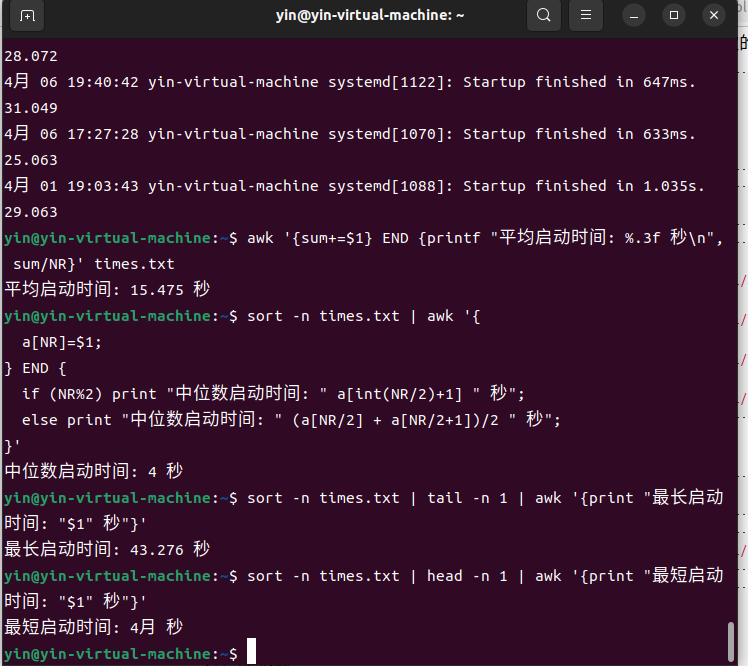 yin@yin-virtual-machine: ~
28.072
4月 06 19:40:42 yin-virtual-machine systemd[1122]: Startup finished in 647ms.
31.049
4月 06 17:27:28 yin-virtual-machine systemd[1070]: Startup finished in 633ms.
25.063
4月 01 19:03:43 yin-virtual-machine systemd[1088]: Startup finished in 1.035s.
29.063
yin@yin-virtual-machine:~$ awk '{sum+=$1} END {printf "平均启动时间: %.3f 秒\n",
 sum/NR}' times.txt
平均启动时间: 15.475 秒
yin@yin-virtual-machine:~$ sort -n times.txt | awk '{
  a[NR]=$1;
} END {
  if (NR%2) print "中位数启动时间: " a[int(NR/2)+1] " 秒";
  else print "中位数启动时间: " (a[NR/2] + a[NR/2+1])/2 " 秒";
}'
中位数启动时间: 4 秒
yin@yin-virtual-machine:~$ sort -n times.txt | tail -n 1 | awk '{print "最长启动
时间: "$1" 秒"}'
最长启动时间: 43.276 秒
yin@yin-virtual-machine:~$ sort -n times.txt | head -n 1 | awk '{print "最短启动
时间: "$1" 秒"}'
最短启动时间: 4月 秒
yin@yin-virtual-machine:~$